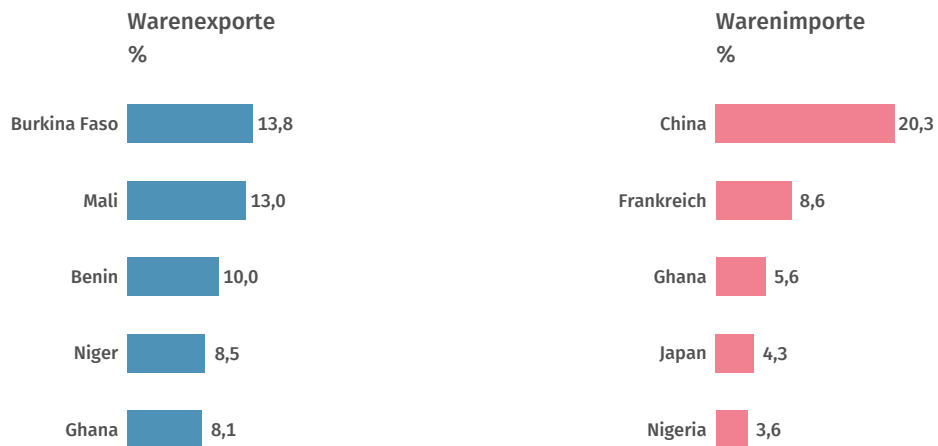 Warenexporte
%
Burkina Faso 13,8
Mali 13,0
Benin 10,0
Niger 8,5
Ghana 8,1
Warenimporte
%
China 20,3
Frankreich 8,6
Ghana 5,6
Japan 4,3
Nigeria 3,6